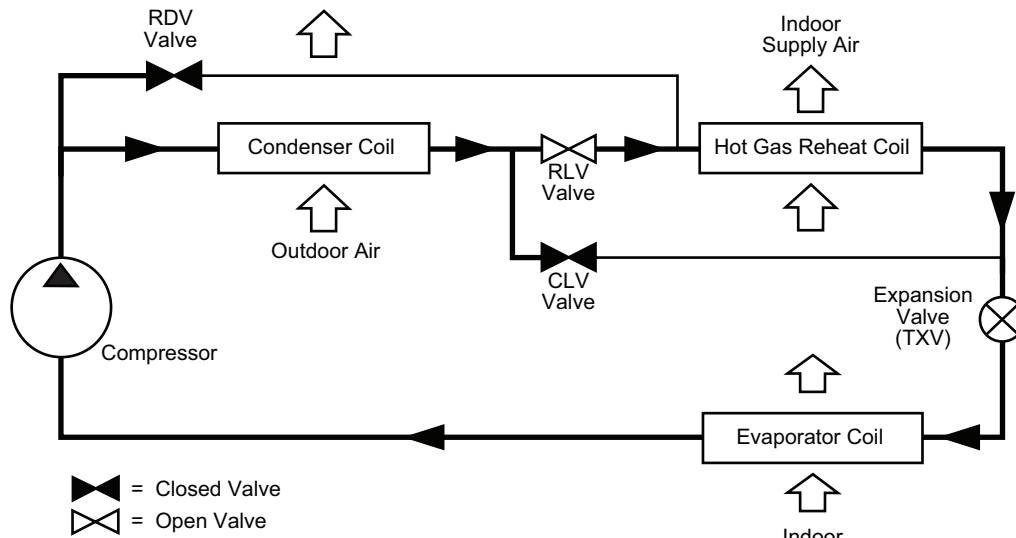 RDV
Valve
Indoor
Supply Air
Condenser Coil
RLV
Valve
Hot Gas Reheat Coil
Outdoor Air
CLV
Valve
Expansion
Valve
(TXV)
Compressor
Evaporator Coil
= Closed Valve
= Open Valve
Indoor